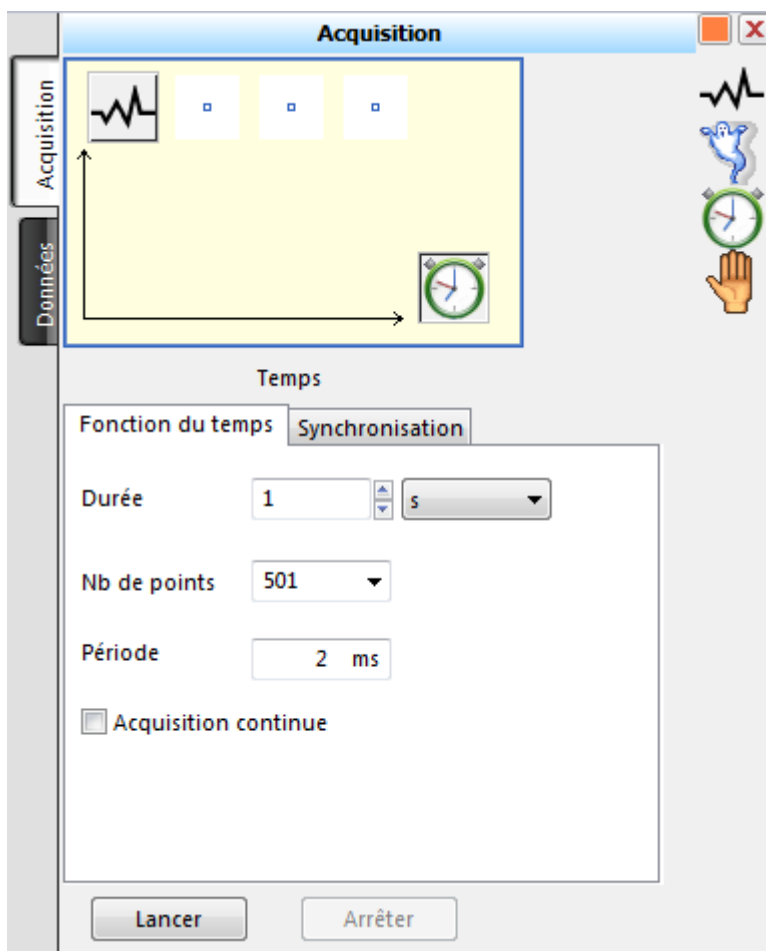 Acquisition
Acquisition
Données
Temps
Fonction du temps
Synchronisation
Durée 1 s
Nb de points 501
Période 2 ms
Acquisition continue
Lancer Arrêter